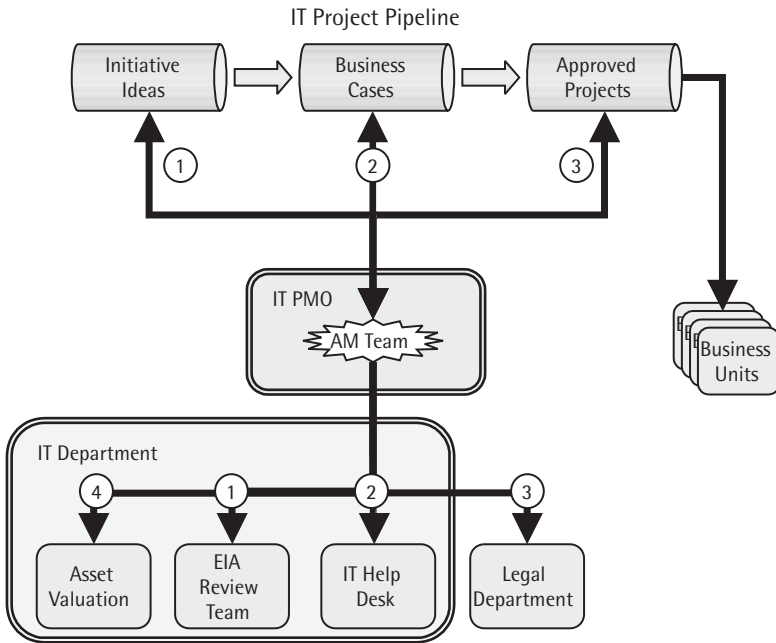 IT Project Pipeline
Initiative
Ideas
Business
Cases
Approved
Projects
1
2
3
IT PMO
AM Team
Business
Units
IT Department
4
1
2
3
Asset
Valuation
EIA
Review
Team
IT Help
Desk
Legal
Department